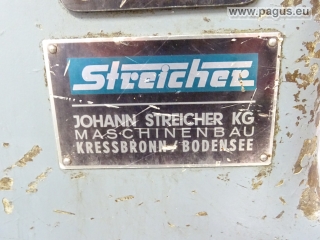 www.pagus.eu
Streicher
JOHANN STREICHER KG
MASCHINENBAU
KRESSBRONN/BODENSEE